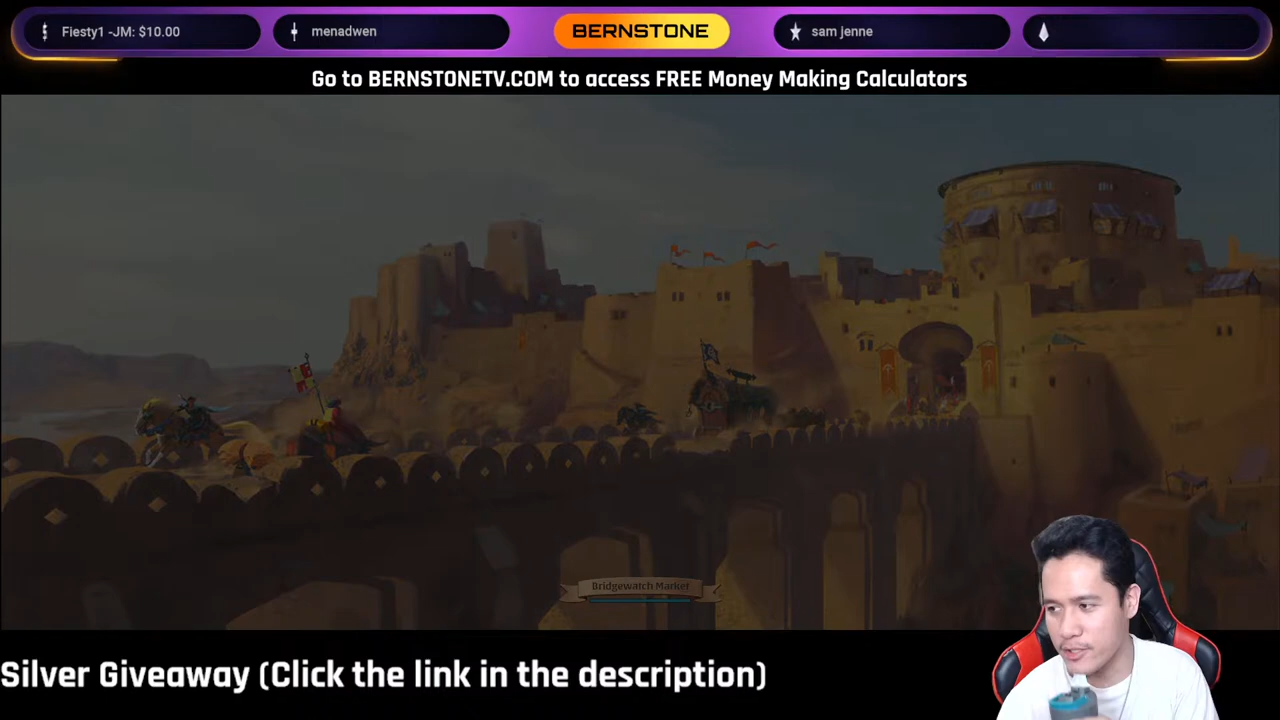 Fiesty1 -JM: $10.00
menadwen
BERNSTONE
sam jenne
Go to BERNSTONETV.COM to access FREE Money Making Calculators
Bridgewatch Market
Silver Giveaway (Click the link in the description)